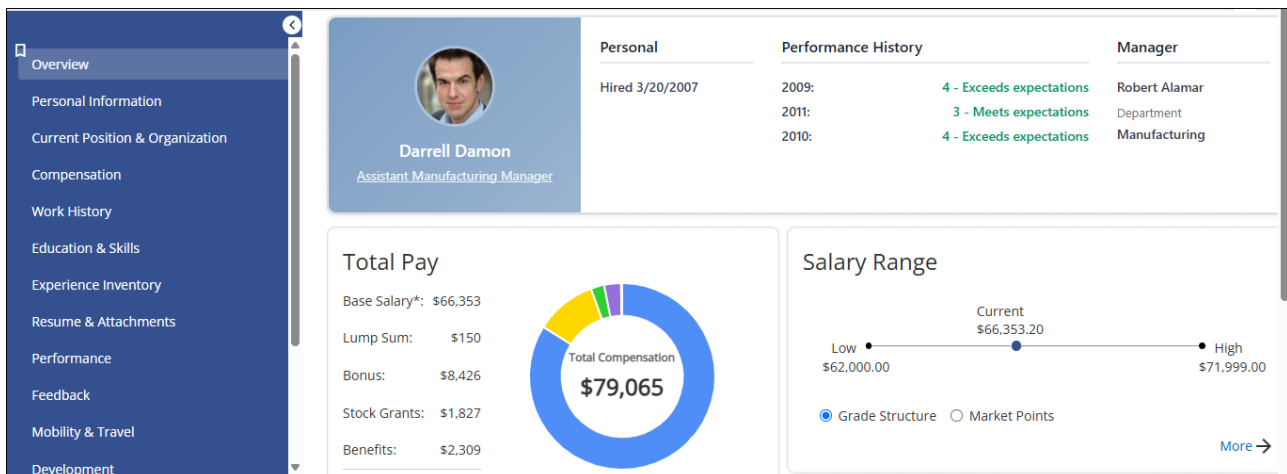 Overview
Personal Information
Current Position & Organization
Compensation
Work History
Education & Skills
Experience Inventory
Resume & Attachments
Performance
Feedback
Mobility & Travel
Development
Darrell Damon
Assistant Manufacturing Manager
Personal
Hired 3/20/2007
Performance History
2009: 4 - Exceeds expectations
2011: 3 - Meets expectations
2010: 4 - Exceeds expectations
Manager
Robert Alamar
Department
Manufacturing
Total Pay
Base Salary*: $66,353
Lump Sum: $150
Bonus: $8,426
Stock Grants: $1,827
Benefits: $2,309
Total Compensation
$79,065
Salary Range
Current
$66,353.20
Low
$62,000.00
High
$71,999.00
Grade Structure Market Points
More